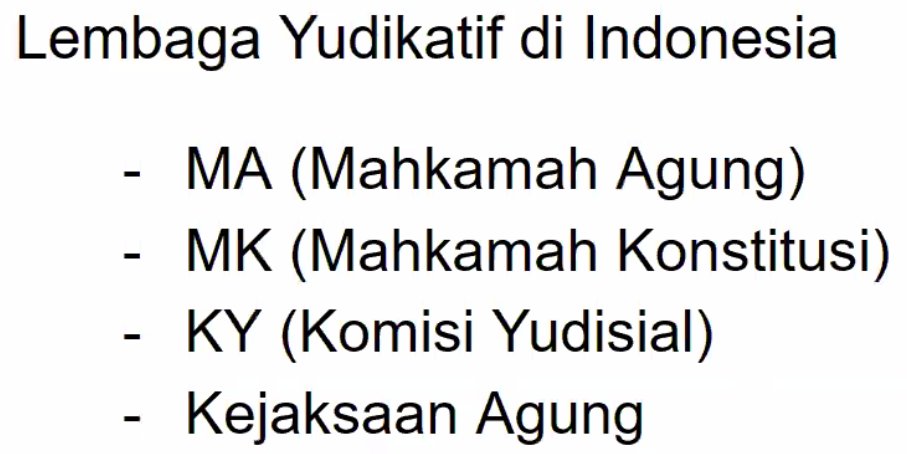 Lembaga Yudikatif di Indonesia
- MA (Mahkamah Agung)
- MK (Mahkamah Konstitusi)
- KY (Komisi Yudisial)
- Kejaksaan Agung